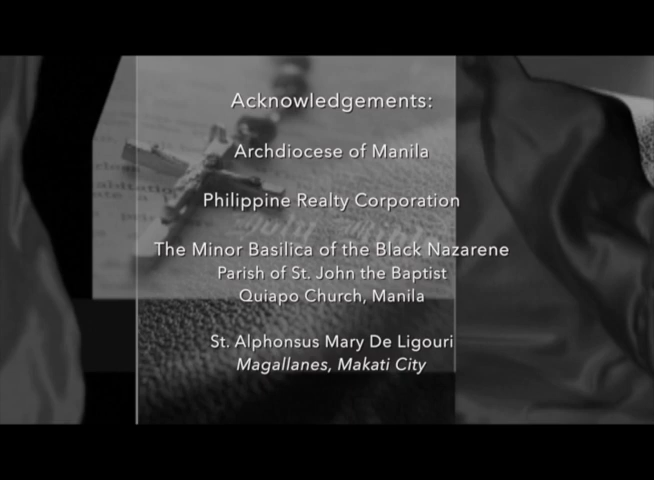 Acknowledgements:
Archdiocese of Manila
Philippine Realty Corporation
The Minor Basilica of the Black Nazarene
Parish of St. John the Baptist
Quiapo Church, Manila
St. Alphonsus Mary De Ligouri
Magallanes, Makati City